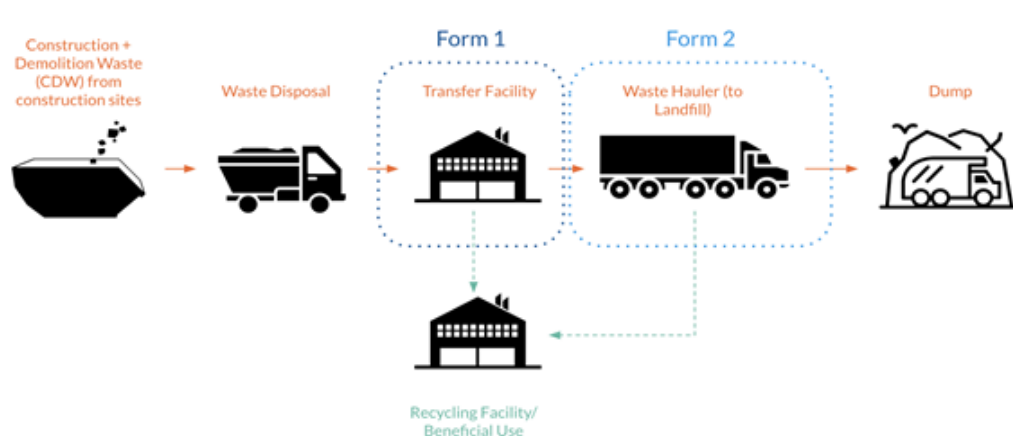 Form 1
Form 2
Construction +
Demolition Waste
(CDW) from
construction sites
Waste Disposal
Transfer Facility
Waste Hauler (to
Landfill)
Dump
Recycling Facility/
Beneficial Use